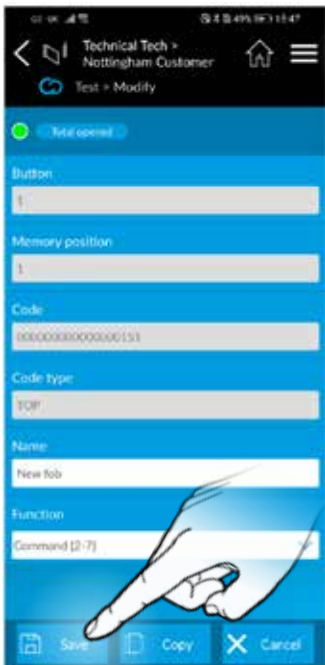 Technical Tech >
Nottingham Customer
Test > Modify
Total opened
Button
1
Memory position
1
Code
Code type
TOP
Name
New fob
Function
Command [2-7]
Save
Copy
Cancel